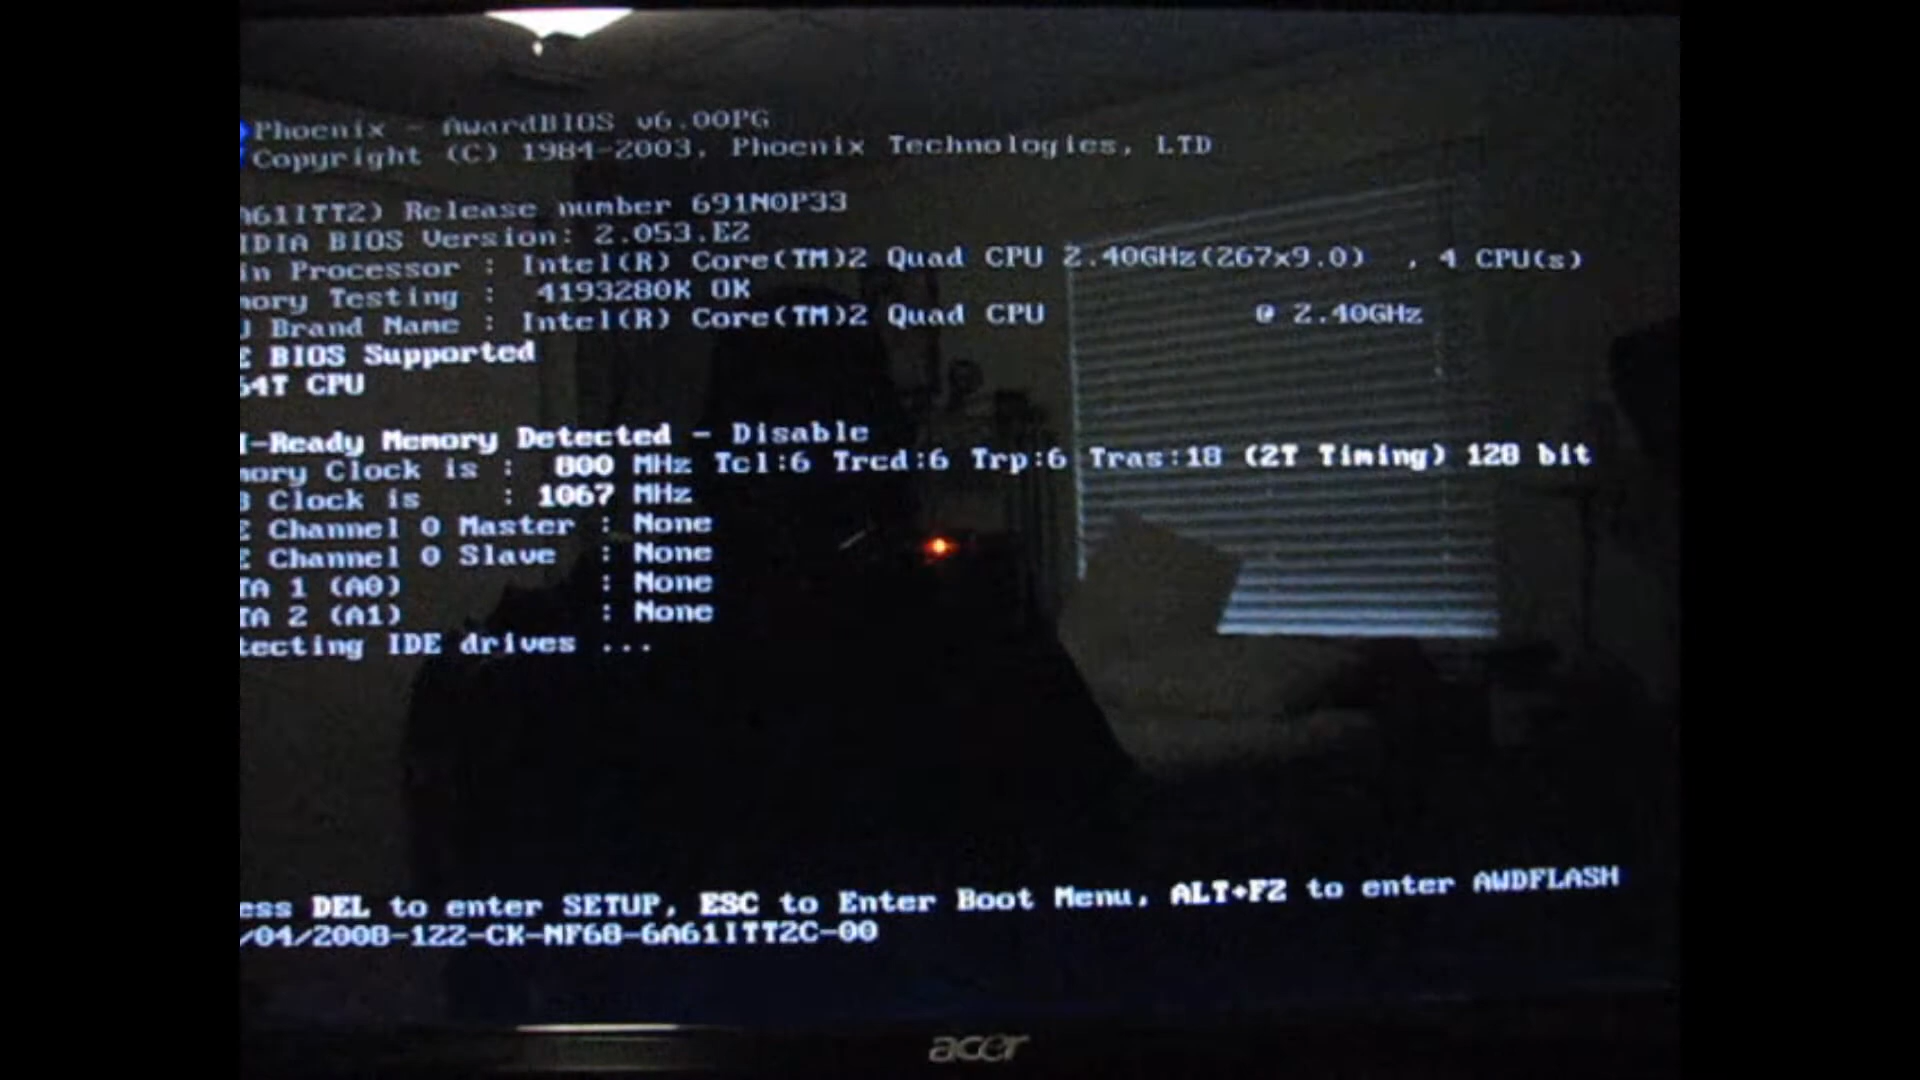 Phoenix - AwardBIOS v6.00PG
Copyright (C) 1984-2003, Phoenix Technologies, LTD
A61ITT2) Release number 691N0P33
IDIA BIOS Version: 2.053.E2
in Processor : Intel(R) Core(TM)2 Quad CPU 2.40GHz(267x9.0) , 4 CPU(s)
mory Testing : 4193280K OK
U Brand Name : Intel(R) Core(TM)2 Quad CPU @ 2.40GHz
E BIOS Supported
64T CPU
I-Ready Memory Detected - Disable
mory Clock is : 800 MHz Tcl:6 Trcd:6 Trp:6 Tras:18 (2T Timing) 128 bit
B Clock is : 1067 MHz
E Channel 0 Master : None
E Channel 0 Slave : None
TA 1 (A0) : None
TA 2 (A1) : None
tecting IDE drives ...
ess DEL to enter SETUP, ESC to Enter Boot Menu, ALT+F2 to enter AWDFLASH
/04/2008-122-CK-NF68-6A61ITT2C-00
acer